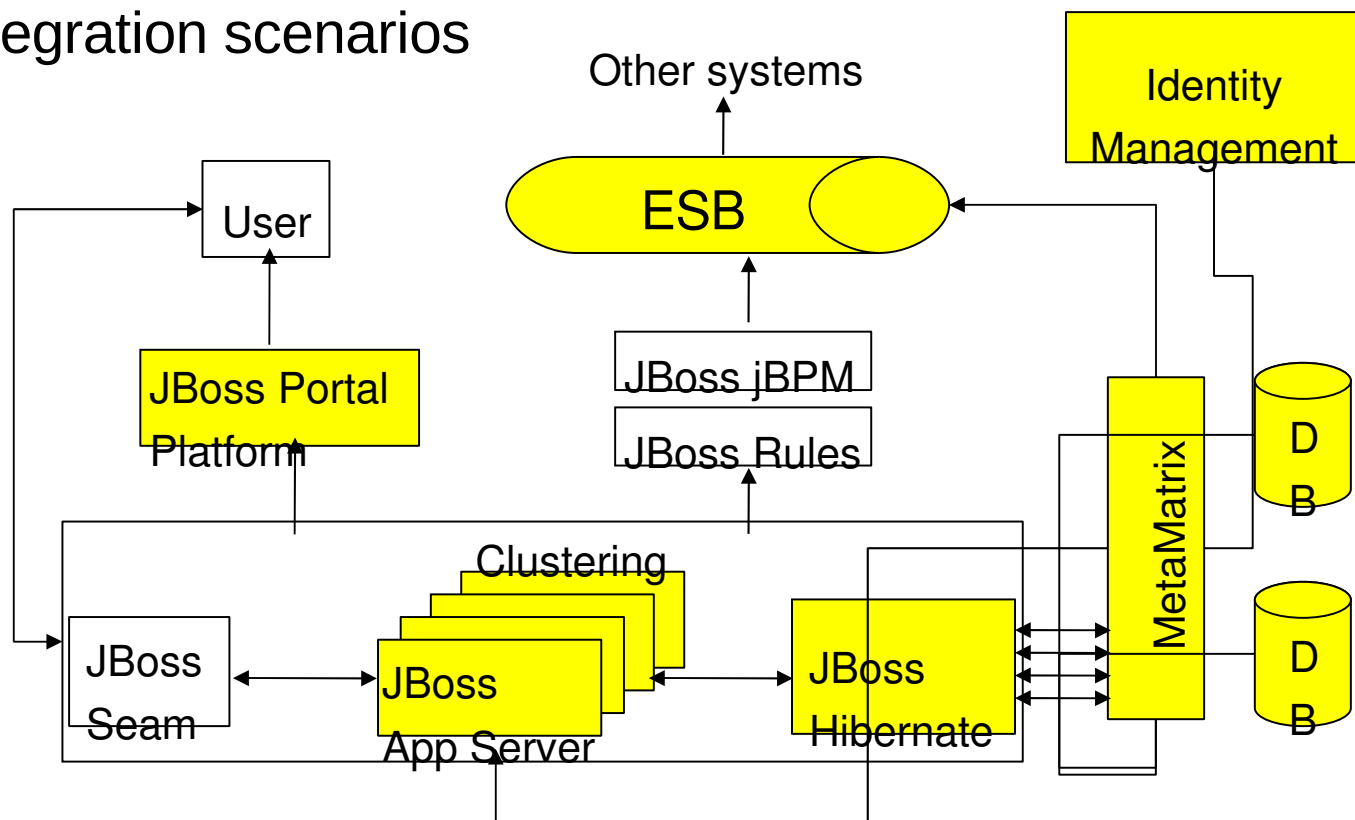 egration scenarios
Other systems
Identity
Management
User
ESB
JBoss Portal
Platform
JBoss jBPM
JBoss Rules
MetaMatrix
D
B
Clustering
JBoss
Seam
JBoss
App Server
JBoss
Hibernate
D
B